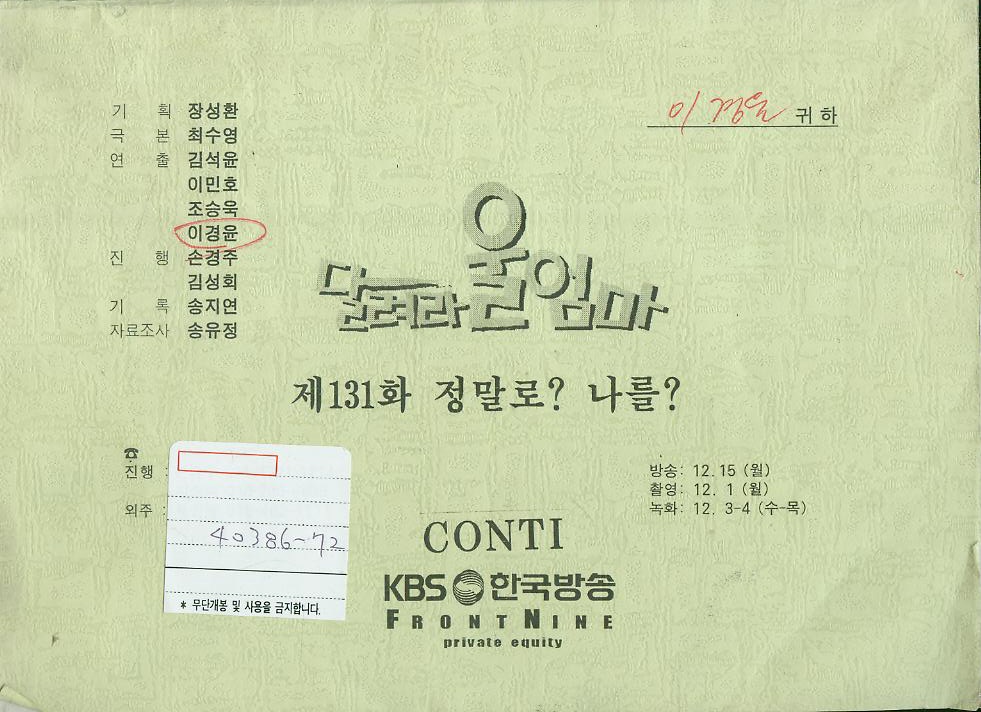 기 획 장성환
극 본 최수영
연 출 김석윤
이민호
조승욱
이경윤
진 행 손경주
김성회
기 록 송지연
자료조사 송유정
이경윤 귀하
달려라 울엄마
제131화 정말로? 나를?
☎
진행 :
외주 :
40386-72
* 무단개봉 및 사용을 금지합니다.
방송: 12. 15 (월)
촬영: 12. 1 (월)
녹화: 12. 3-4 (수-목)
CONTI
KBS 한국방송
FRONTNINE
private equity